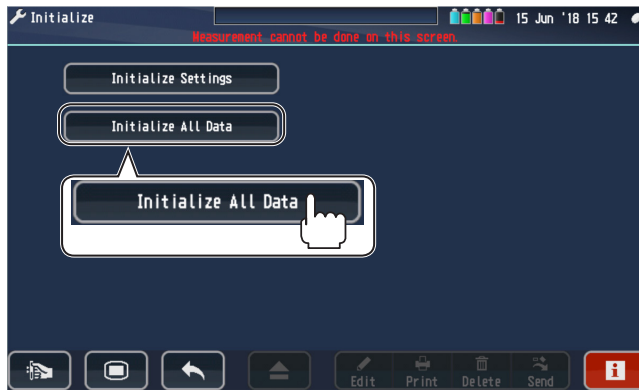 Initialize
15 Jun '18 15 42
Measurement cannot be done on this screen.
Initialize Settings
Initialize All Data
Initialize All Data
Edit Print Delete Send
i